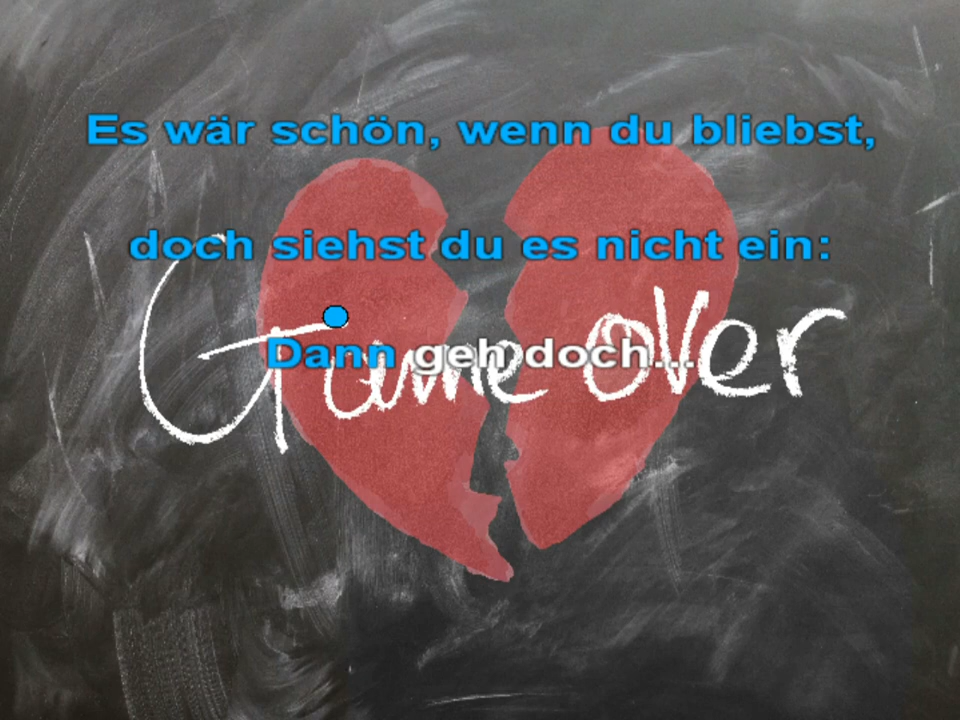 Es wär schön, wenn du bliebst,
doch siehst du es nicht ein:
Game over
Dann geh doch...